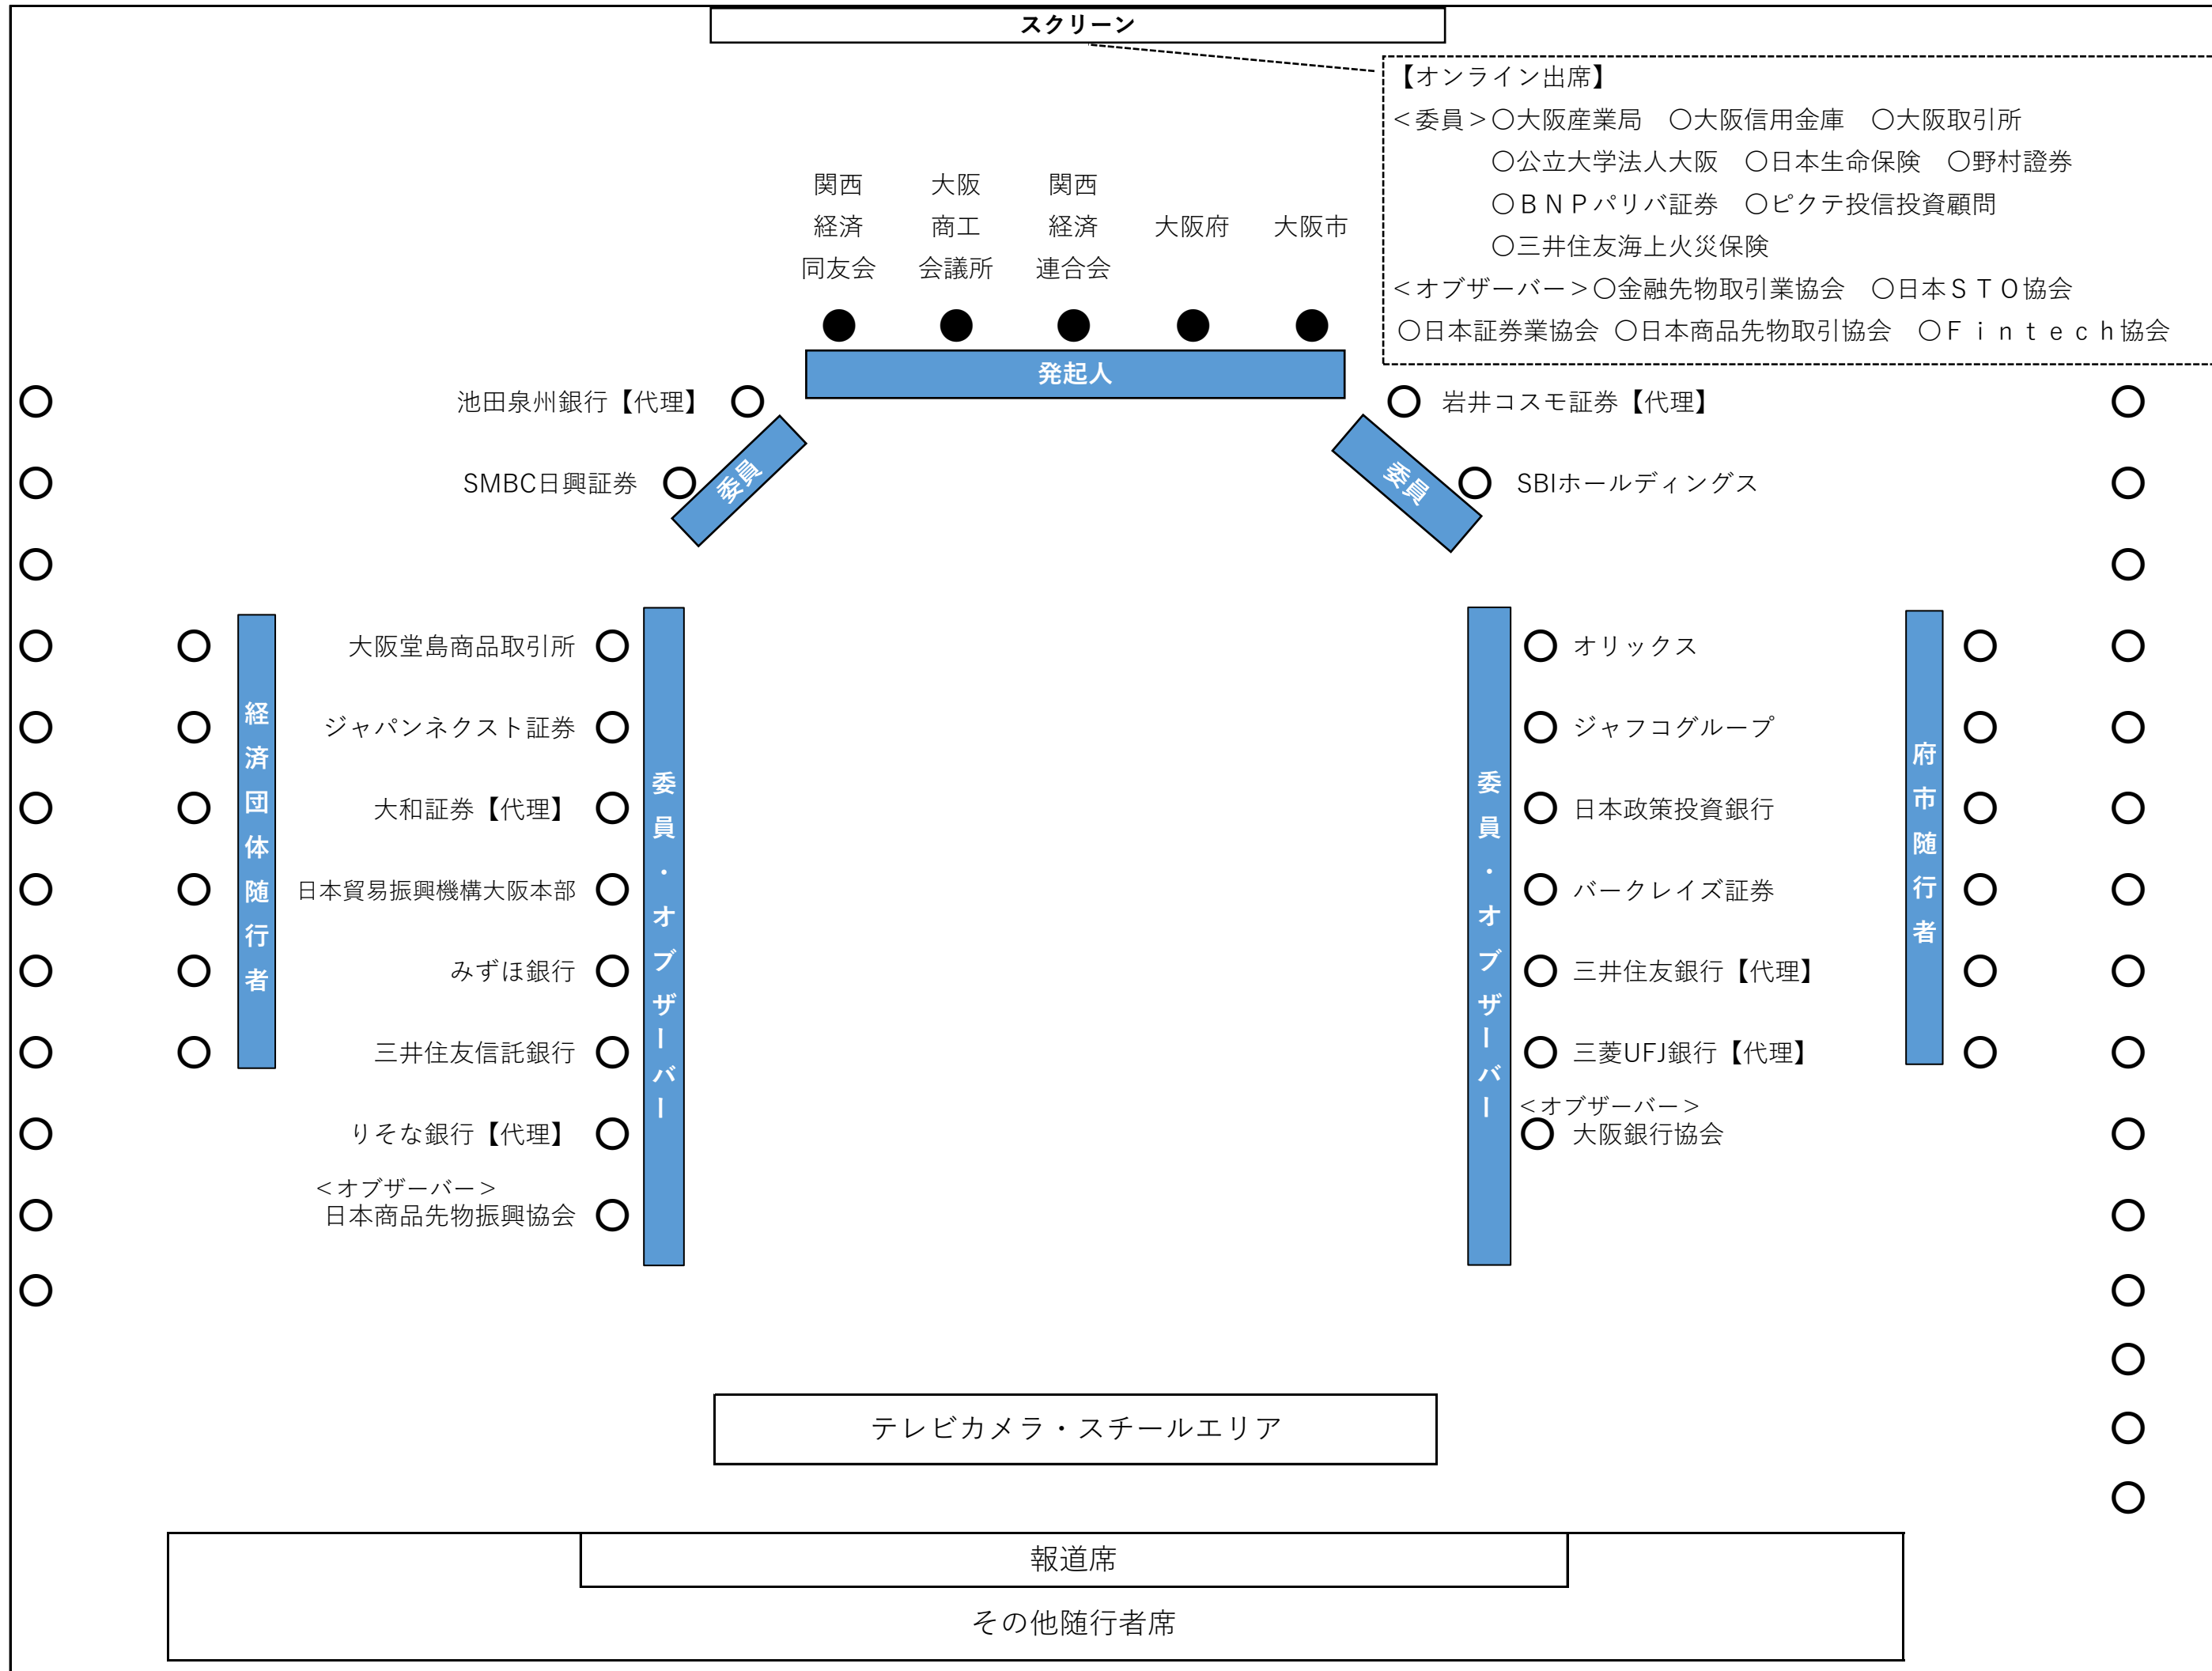 スクリーン
【オンライン出席】
＜委員＞〇大阪産業局　〇大阪信用金庫　〇大阪取引所
〇公立大学法人大阪　〇日本生命保険　〇野村證券
〇ＢＮＰパリバ証券　〇ピクテ投信投資顧問
〇三井住友海上火災保険
＜オブザーバー＞〇金融先物取引業協会　〇日本ＳＴＯ協会
〇日本証券業協会 〇日本商品先物取引協会　〇Ｆｉｎｔｅｃｈ協会
関西
経済
同友会
大阪
商工
会議所
関西
経済
連合会
大阪府
大阪市
発起人
池田泉州銀行【代理】
SMBC日興証券
委員
岩井コスモ証券【代理】
SBIホールディングス
委員
経済団体随行者
大阪堂島商品取引所
ジャパンネクスト証券
大和証券【代理】
日本貿易振興機構大阪本部
みずほ銀行
三井住友信託銀行
りそな銀行【代理】
＜オブザーバー＞
日本商品先物振興協会
委員・オブザーバー
委員・オブザーバー
オリックス
ジャフコグループ
日本政策投資銀行
バークレイズ証券
三井住友銀行【代理】
三菱UFJ銀行【代理】
＜オブザーバー＞
大阪銀行協会
府市随行者
テレビカメラ・スチールエリア
報道席
その他随行者席